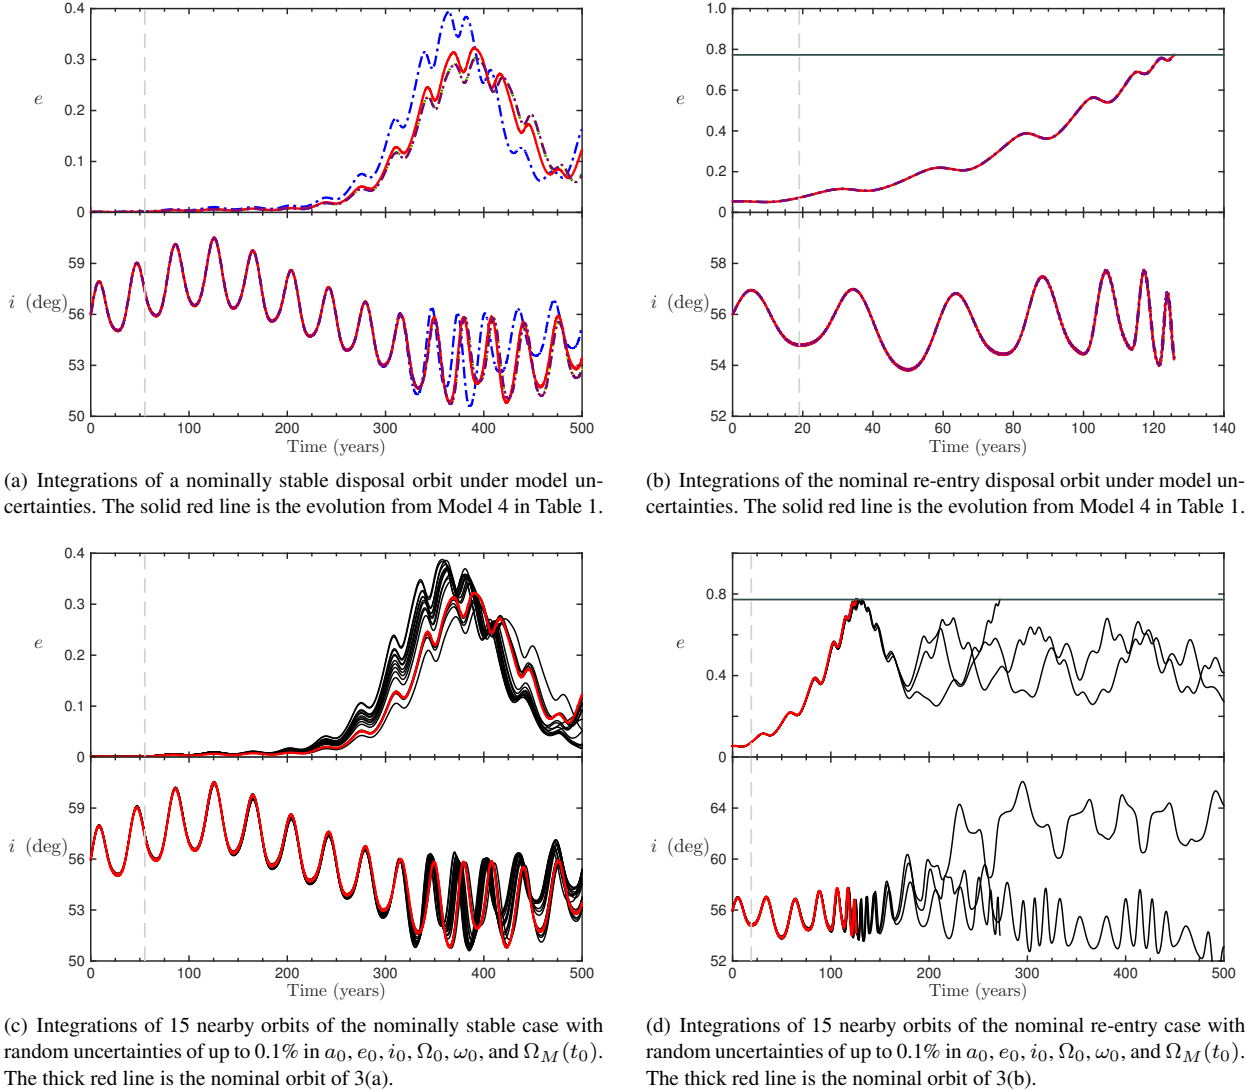 0.4
0.3
e
0.2
0.1
0
59
i (deg)
56
53
50
0 100 200 300 400 500
Time (years)
1.0
0.8
0.6
e
0.4
0.2
0
58
i (deg)
56
54
52
0 20 40 60 80 100 120 140
Time (years)
(a) Integrations of a nominally stable disposal orbit under model un-
certainties. The solid red line is the evolution from Model 4 in Table 1.
(b) Integrations of the nominal re-entry disposal orbit under model un-
certainties. The solid red line is the evolution from Model 4 in Table 1.
0.4
0.3
e
0.2
0.1
0
59
i (deg)
56
53
50
0 100 200 300 400 500
Time (years)
0.8
e
0.4
0
64
60
i (deg)
56
52
0 100 200 300 400 500
Time (years)
(c) Integrations of 15 nearby orbits of the nominally stable case with
random uncertainties of up to 0.1% in a₀, e₀, i₀, Ω₀, ω₀, and Ω_M(t₀).
The thick red line is the nominal orbit of 3(a).
(d) Integrations of 15 nearby orbits of the nominal re-entry case with
random uncertainties of up to 0.1% in a₀, e₀, i₀, Ω₀, ω₀, and Ω_M(t₀).
The thick red line is the nominal orbit of 3(b).